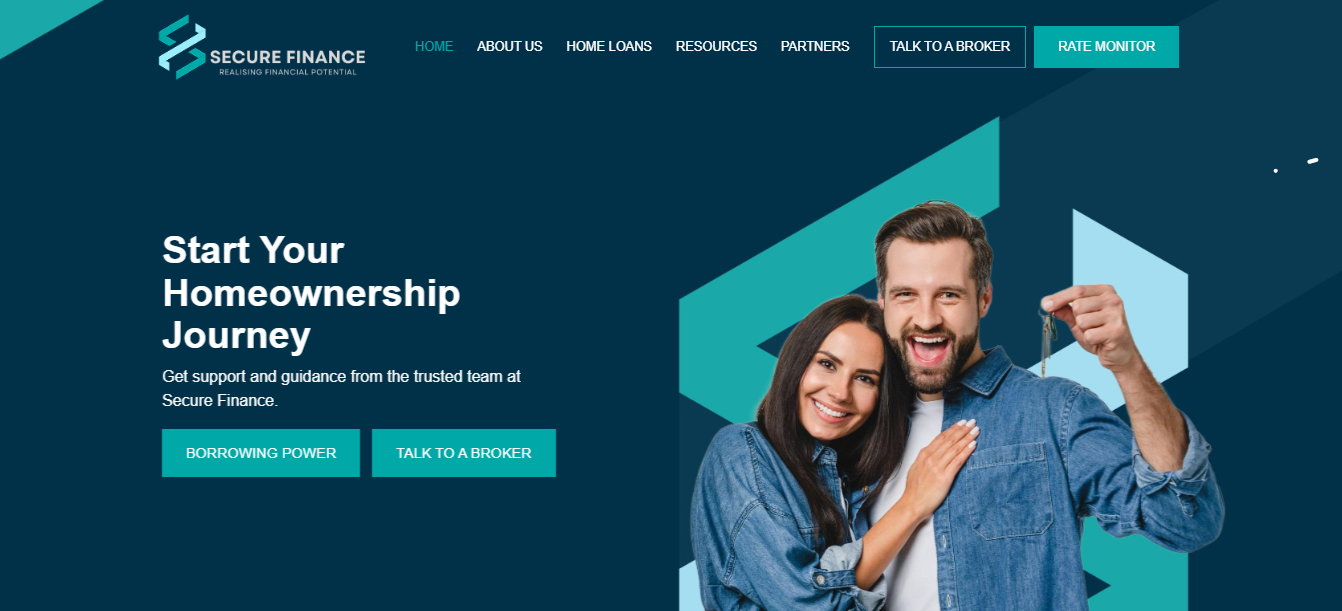 SECURE FINANCE
REALISING FINANCIAL POTENTIAL
HOME ABOUT US HOME LOANS RESOURCES PARTNERS TALK TO A BROKER RATE MONITOR
Start Your
Homeownership
Journey
Get support and guidance from the trusted team at
Secure Finance.
BORROWING POWER TALK TO A BROKER